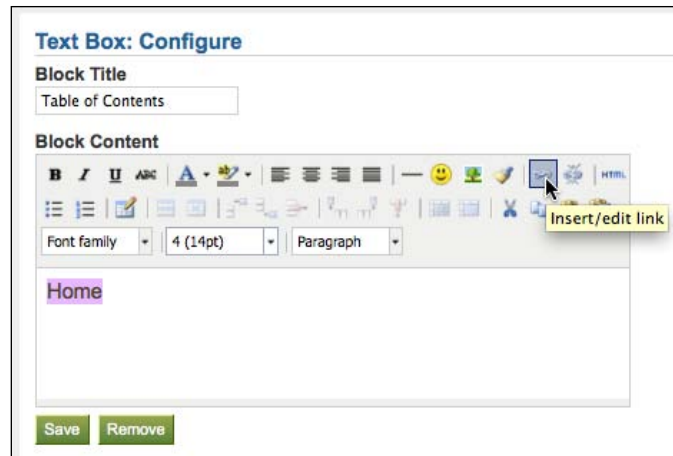 Text Box: Configure
Block Title
Table of Contents
Block Content
B I U ABC A ab HTML
Insert/edit link
Font family 4 (14pt) Paragraph
Home
Save Remove